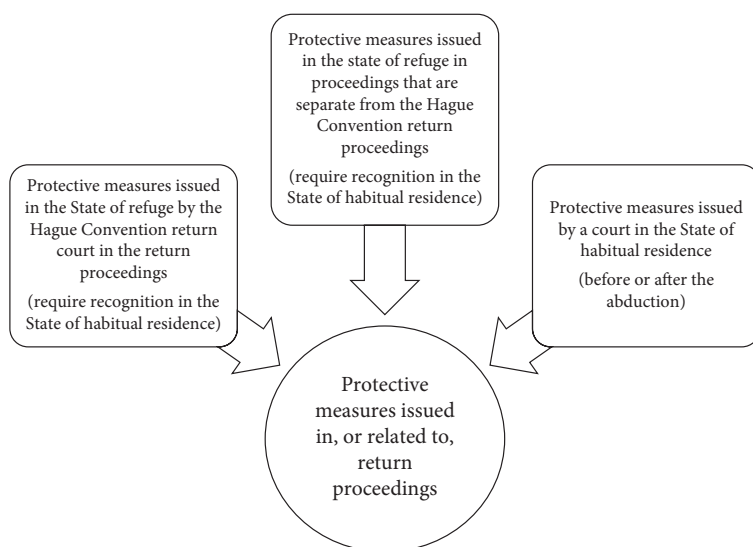 Protective measures issued
in the state of refuge in
proceedings that are
separate from the Hague
Convention return
proceedings
(require recognition in the
State of habitual residence)
Protective measures issued
in the State of refuge by the
Hague Convention return
court in the return
proceedings
(require recognition in the
State of habitual residence)
Protective measures issued
by a court in the State of
habitual residence
(before or after the
abduction)
Protective
measures issued
in, or related to,
return
proceedings